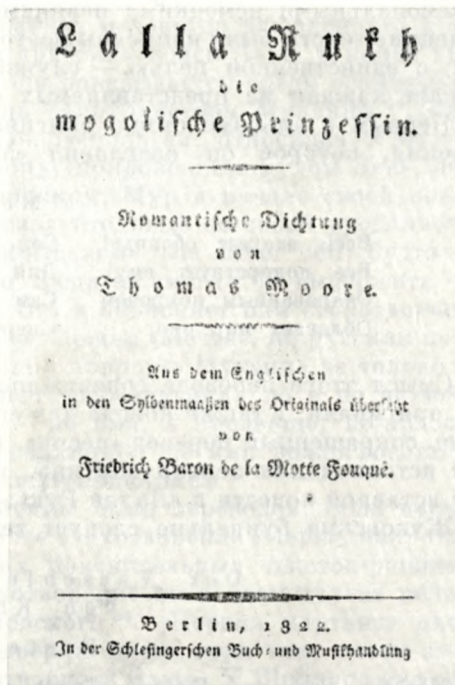 Lalla Rukh
die
mogolische Prinzessin.
Romantische Dichtung
von
Thomas Moore.
Aus dem Englischen
in den Sylbenmaaßen des Originals übersetzt
von
Friedrich Baron de la Motte Fouqué.
Berlin, 1822.
In der Schlesingerschen Buch- und Musikhandlung